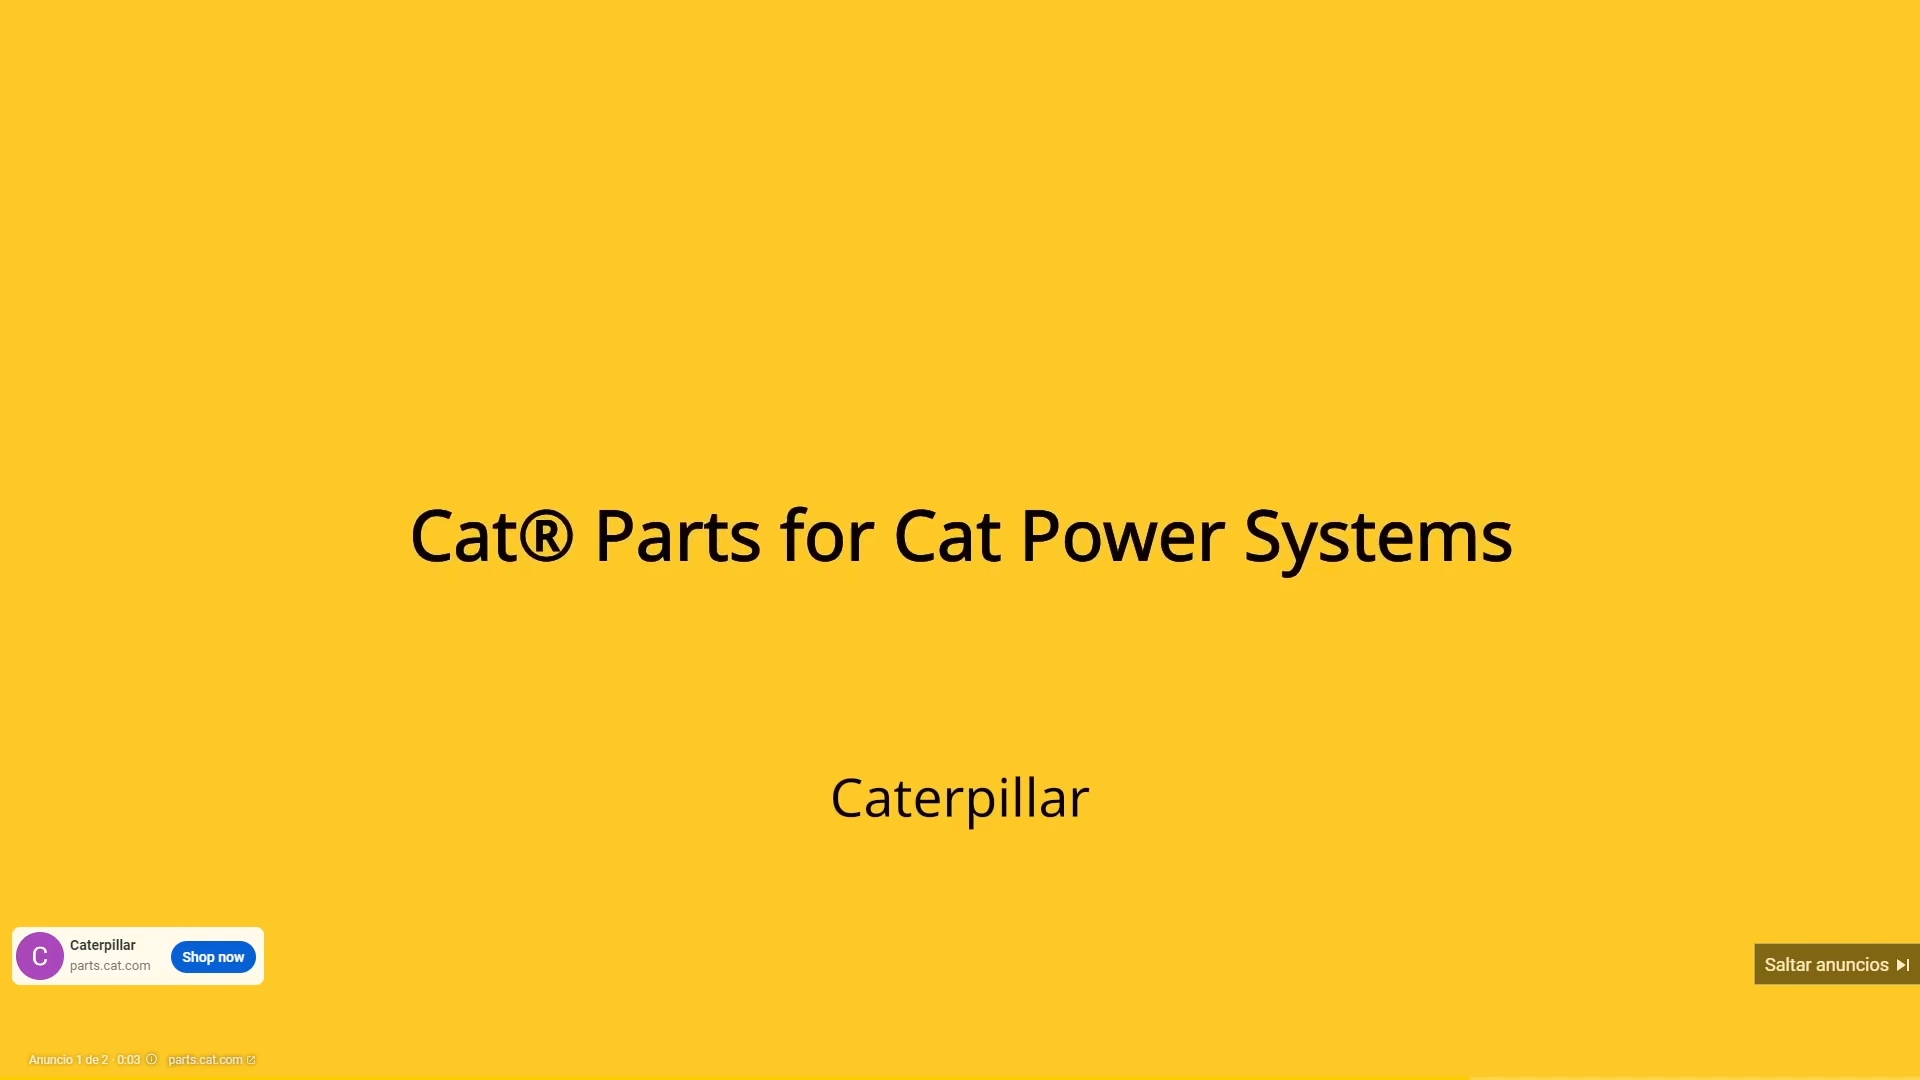 Cat® Parts for Cat Power Systems
Caterpillar
C
Caterpillar
parts.cat.com
Shop now
Saltar anuncios
Anuncio 1 de 2 · 0:03 parts.cat.com